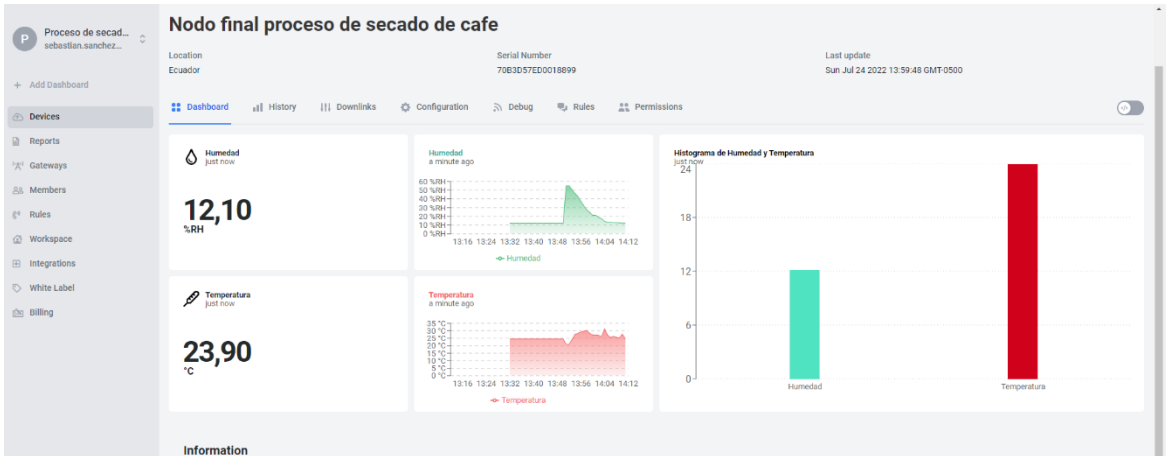 P
Proceso de secad...
sebastian.sanchez...
+ Add Dashboard
Devices
Reports
Gateways
Members
Rules
Workspace
Integrations
White Label
Billing
Nodo final proceso de secado de cafe
Location
Ecuador
Serial Number
70B3D57ED0018899
Last update
Sun Jul 24 2022 13:59:48 GMT-0500
Dashboard History Downlinks Configuration Debug Rules Permissions
Humedad
just now
12,10
%RH
Humedad
a minute ago
60 %RH
50 %RH
40 %RH
30 %RH
20 %RH
10 %RH
0 %RH
13:16 13:24 13:32 13:40 13:48 13:56 14:04 14:12
Humedad
Temperatura
just now
23,90
°C
Temperatura
a minute ago
35 °C
30 °C
25 °C
20 °C
15 °C
10 °C
5 °C
0 °C
13:16 13:24 13:32 13:40 13:48 13:56 14:04 14:12
Temperatura
Histograma de Humedad y Temperatura
just now
24
18
12
6
0
Humedad Temperatura
Information